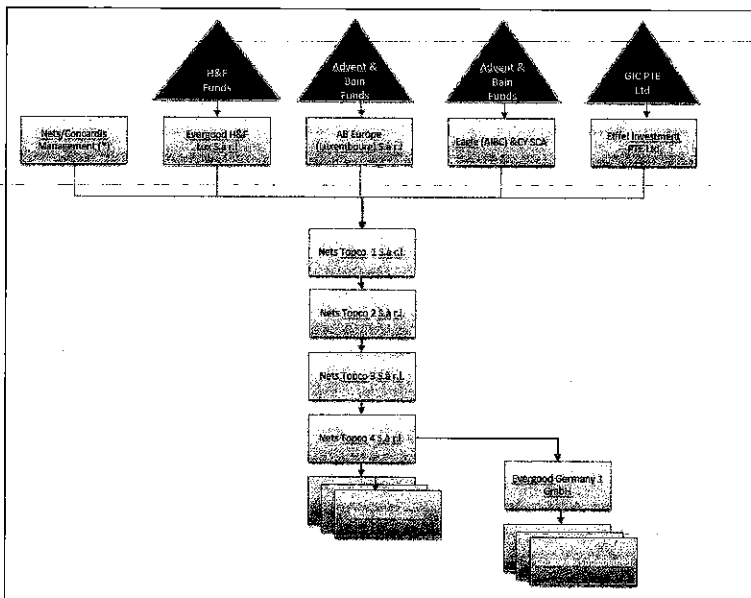 H&F
Funds
Advent &
Bain
Funds
Advent &
Bain
Funds
GIC PTE
Ltd
Nets/Concardis
Management (*)
Evergood H&F
Lux S.à r.l.
AB Europe
(Luxembourg) S.à r.l.
Eagle (AIBC) & CY SCA
Eiffel Investment
PTE Ltd
Nets Topco 1 S.à r.l.
Nets Topco 2 S.à r.l.
Nets Topco 3 S.à r.l.
Nets Topco 4 S.à r.l.
Evergood Germany 1
GmbH